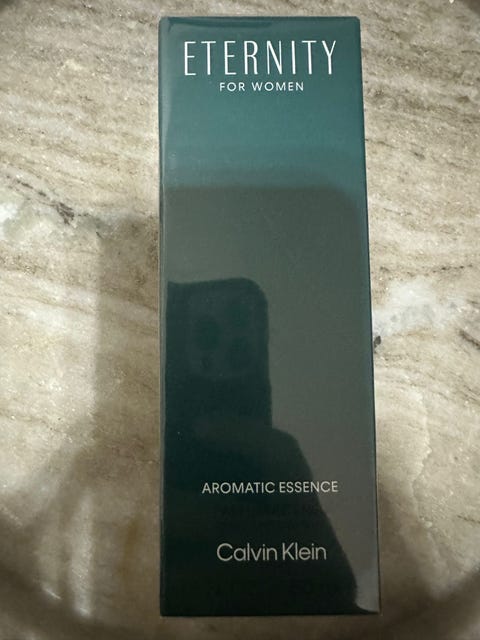 ETERNITY
FOR WOMEN
AROMATIC ESSENCE
Calvin Klein